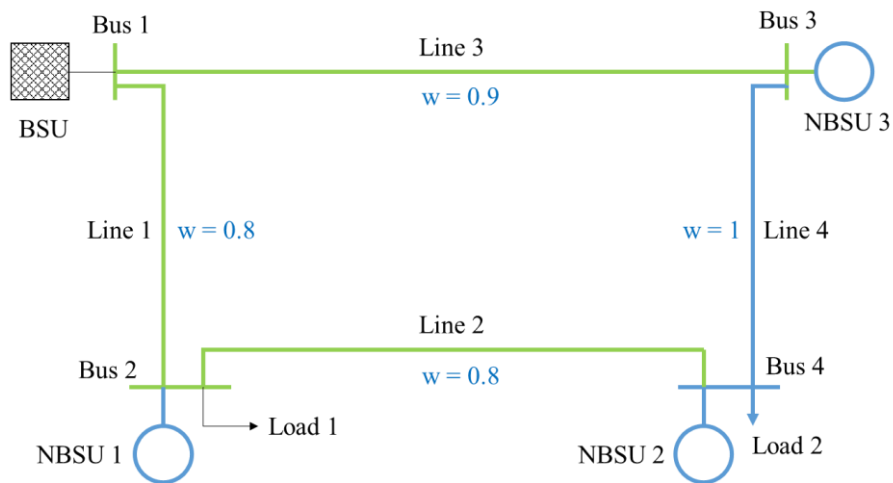 Bus 1
Bus 3
Line 3
w = 0.9
BSU
NBSU 3
Line 1
w = 0.8
w = 1
Line 4
Line 2
Bus 2
w = 0.8
Bus 4
Load 1
NBSU 1
NBSU 2
Load 2